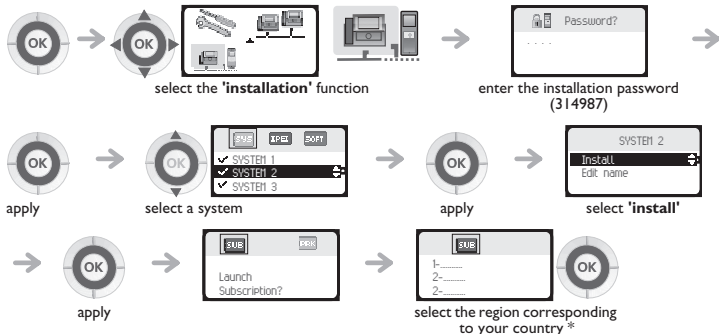 OK
OK
Password?
. . . .
select the 'installation' function
enter the installation password
(314987)
OK
SYS IPEI SOFT
SYSTEM 1
SYSTEM 2
SYSTEM 3
OK
OK
SYSTEM 2
Install
Edit name
apply
select a system
apply
select 'install'
OK
SUB PRK
Launch
Subscription?
SUB
1-.........
2-.........
2-.........
OK
apply
select the region corresponding
to your country *